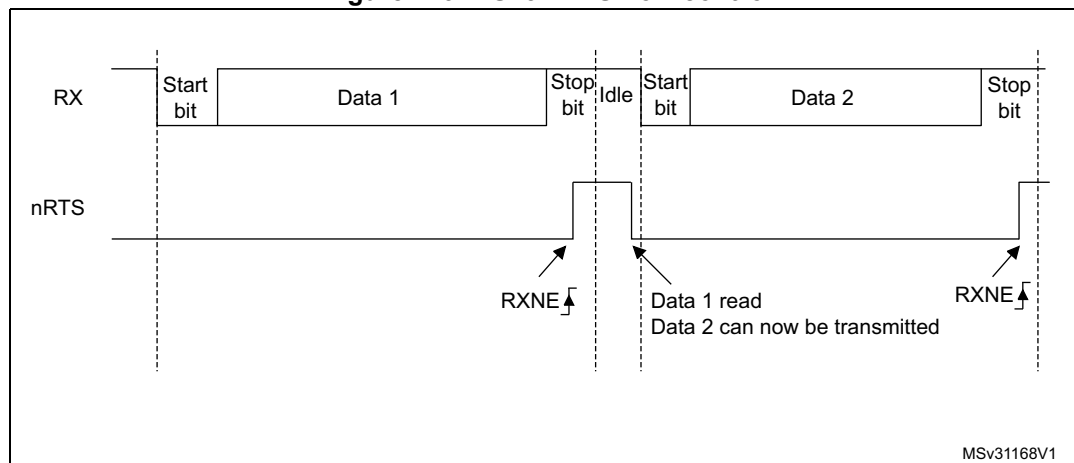 RX
Start
bit
Data 1
Stop
bit
Idle
Start
bit
Data 2
Stop
bit
nRTS
RXNE
Data 1 read
Data 2 can now be transmitted
RXNE
MSv31168V1